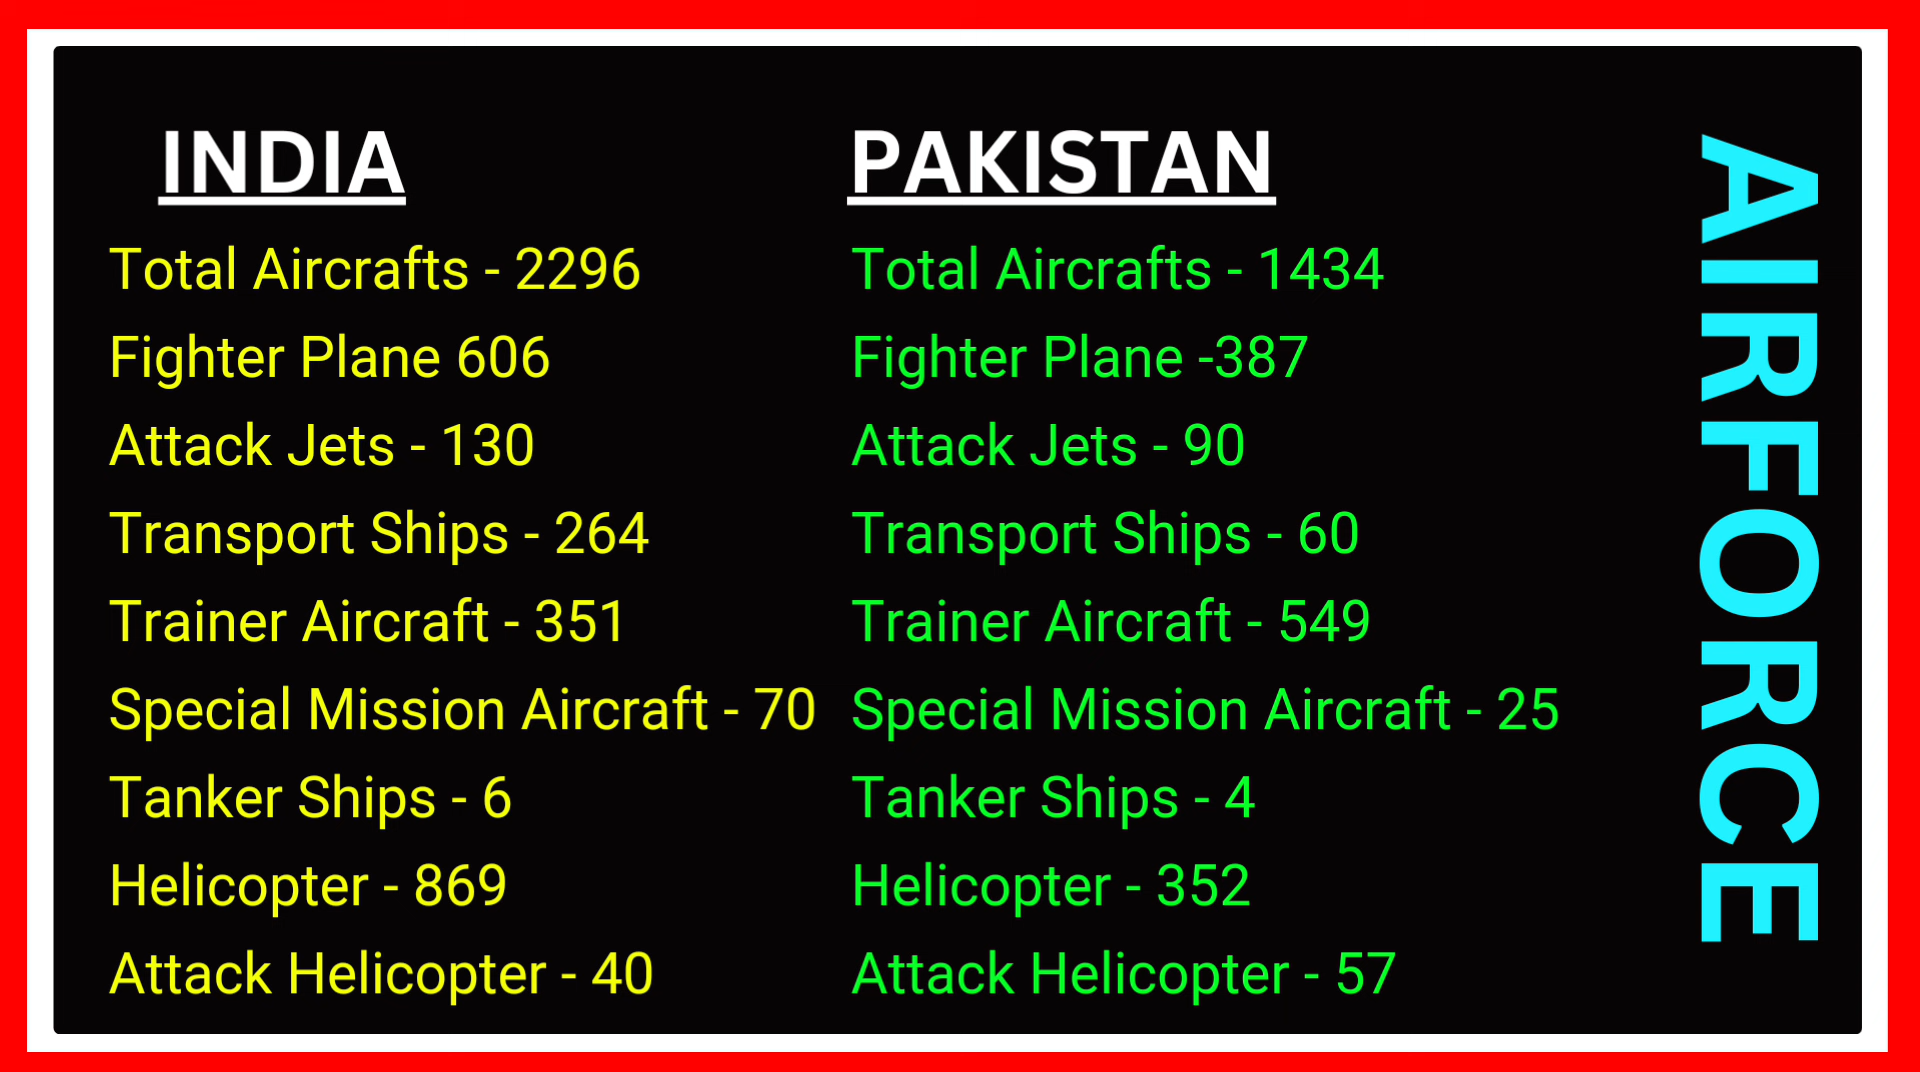 INDIA
Total Aircrafts - 2296
Fighter Plane 606
Attack Jets - 130
Transport Ships - 264
Trainer Aircraft - 351
Special Mission Aircraft - 70
Tanker Ships - 6
Helicopter - 869
Attack Helicopter - 40
PAKISTAN
Total Aircrafts - 1434
Fighter Plane -387
Attack Jets - 90
Transport Ships - 60
Trainer Aircraft - 549
Special Mission Aircraft - 25
Tanker Ships - 4
Helicopter - 352
Attack Helicopter - 57
AIRFORCE